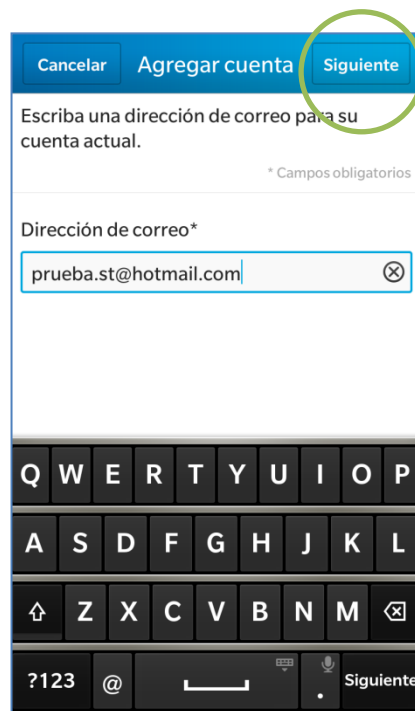 Cancelar Agregar cuenta Siguiente
Escriba una dirección de correo para su
cuenta actual.
* Campos obligatorios
Dirección de correo*
prueba.st@hotmail.com
Q W E R T Y U I O P
A S D F G H J K L
Z X C V B N M
?123 @ . Siguiente